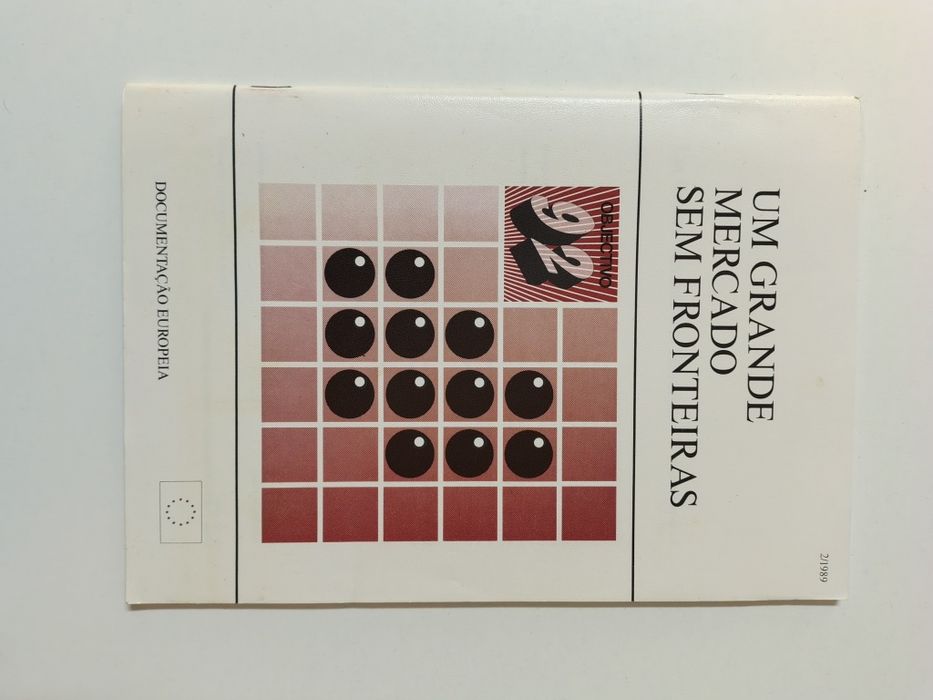 2/1989
UM GRANDE
MERCADO
SEM FRONTEIRAS
OBJECTIVO
92
DOCUMENTAÇÃO EUROPEIA